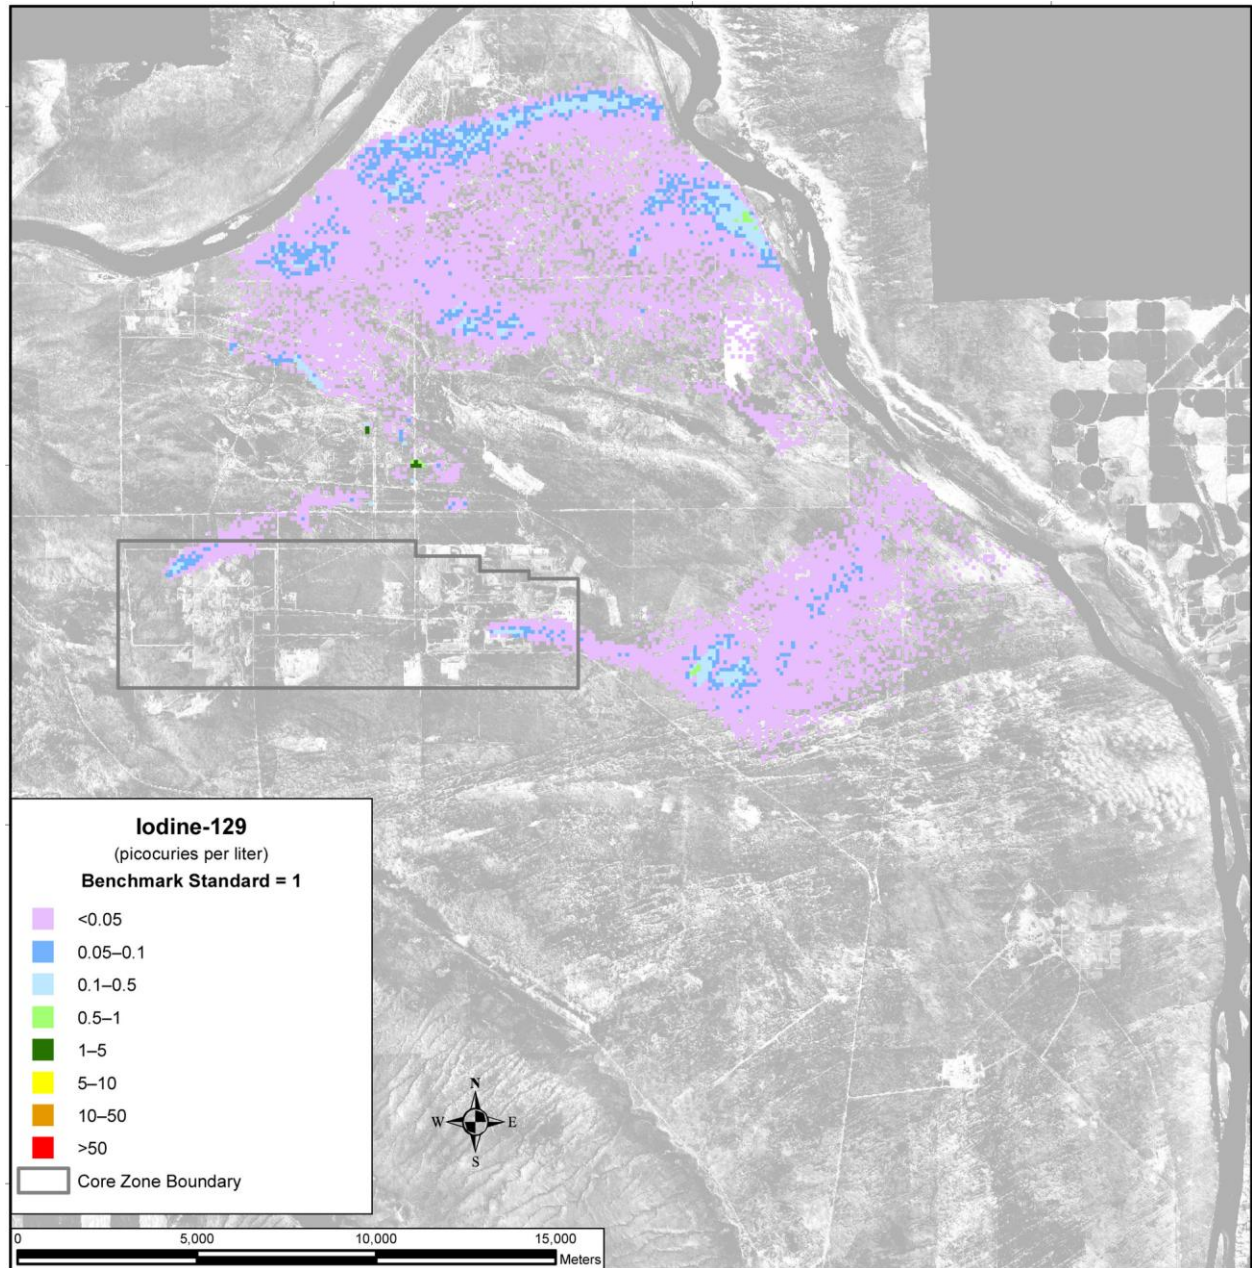 Iodine-129
(picocuries per liter)
Benchmark Standard = 1
<0.05
0.05–0.1
0.1–0.5
0.5–1
1–5
5–10
10–50
>50
Core Zone Boundary
N
W E
S
0 5,000 10,000 15,000
Meters